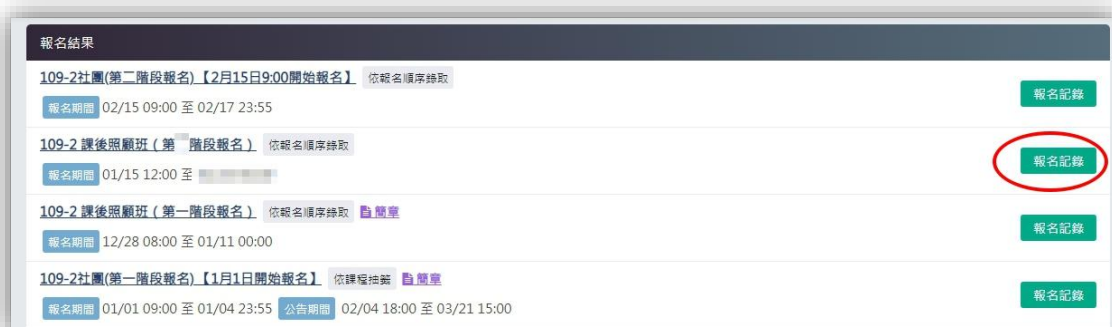 報名結果
109-2社團(第二階段報名)【2月15日9:00開始報名】 依報名順序錄取
報名期間 02/15 09:00 至 02/17 23:55
報名記錄
109-2 課後照顧班 ( 第 階段報名 ) 依報名順序錄取
報名期間 01/15 12:00 至
報名記錄
109-2 課後照顧班 ( 第一階段報名 ) 依報名順序錄取 簡章
報名期間 12/28 08:00 至 01/11 00:00
報名記錄
109-2社團(第一階段報名)【1月1日開始報名】 依課程抽籤 簡章
報名期間 01/01 09:00 至 01/04 23:55 公告期間 02/04 18:00 至 03/21 15:00
報名記錄